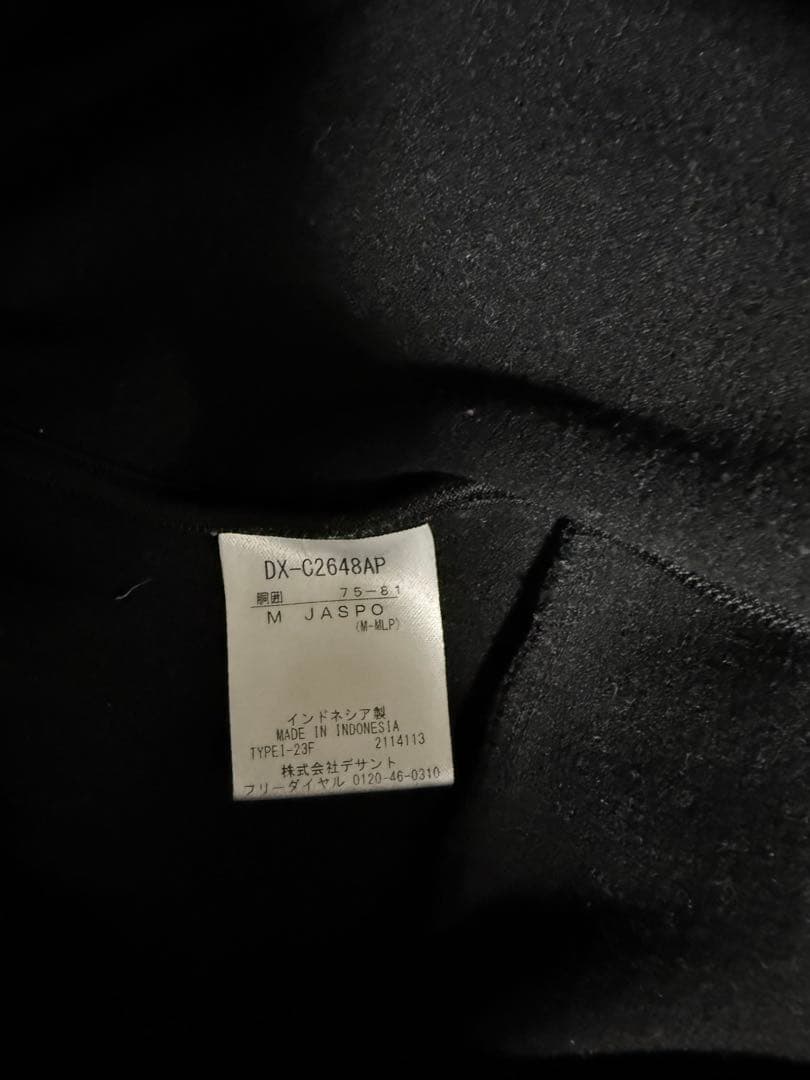 DX-C2648AP
胴囲 75-81
M JASPO
(M-MLP)
インドネシア製
MADE IN INDONESIA
TYPE1-23F 2114113
株式会社デサント
フリーダイヤル 0120-46-0310